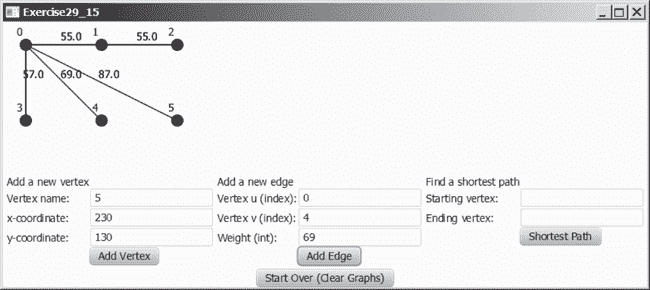 Exercise29_15
0 55.0 1 55.0 2
57.0 69.0 87.0
3 4 5
Add a new vertex Add a new edge Find a shortest path
Vertex name: 5 Vertex u (index): 0 Starting vertex:
x-coordinate: 230 Vertex v (index): 4 Ending vertex:
y-coordinate: 130 Weight (int): 69 Shortest Path
Add Vertex Add Edge
Start Over (Clear Graphs)